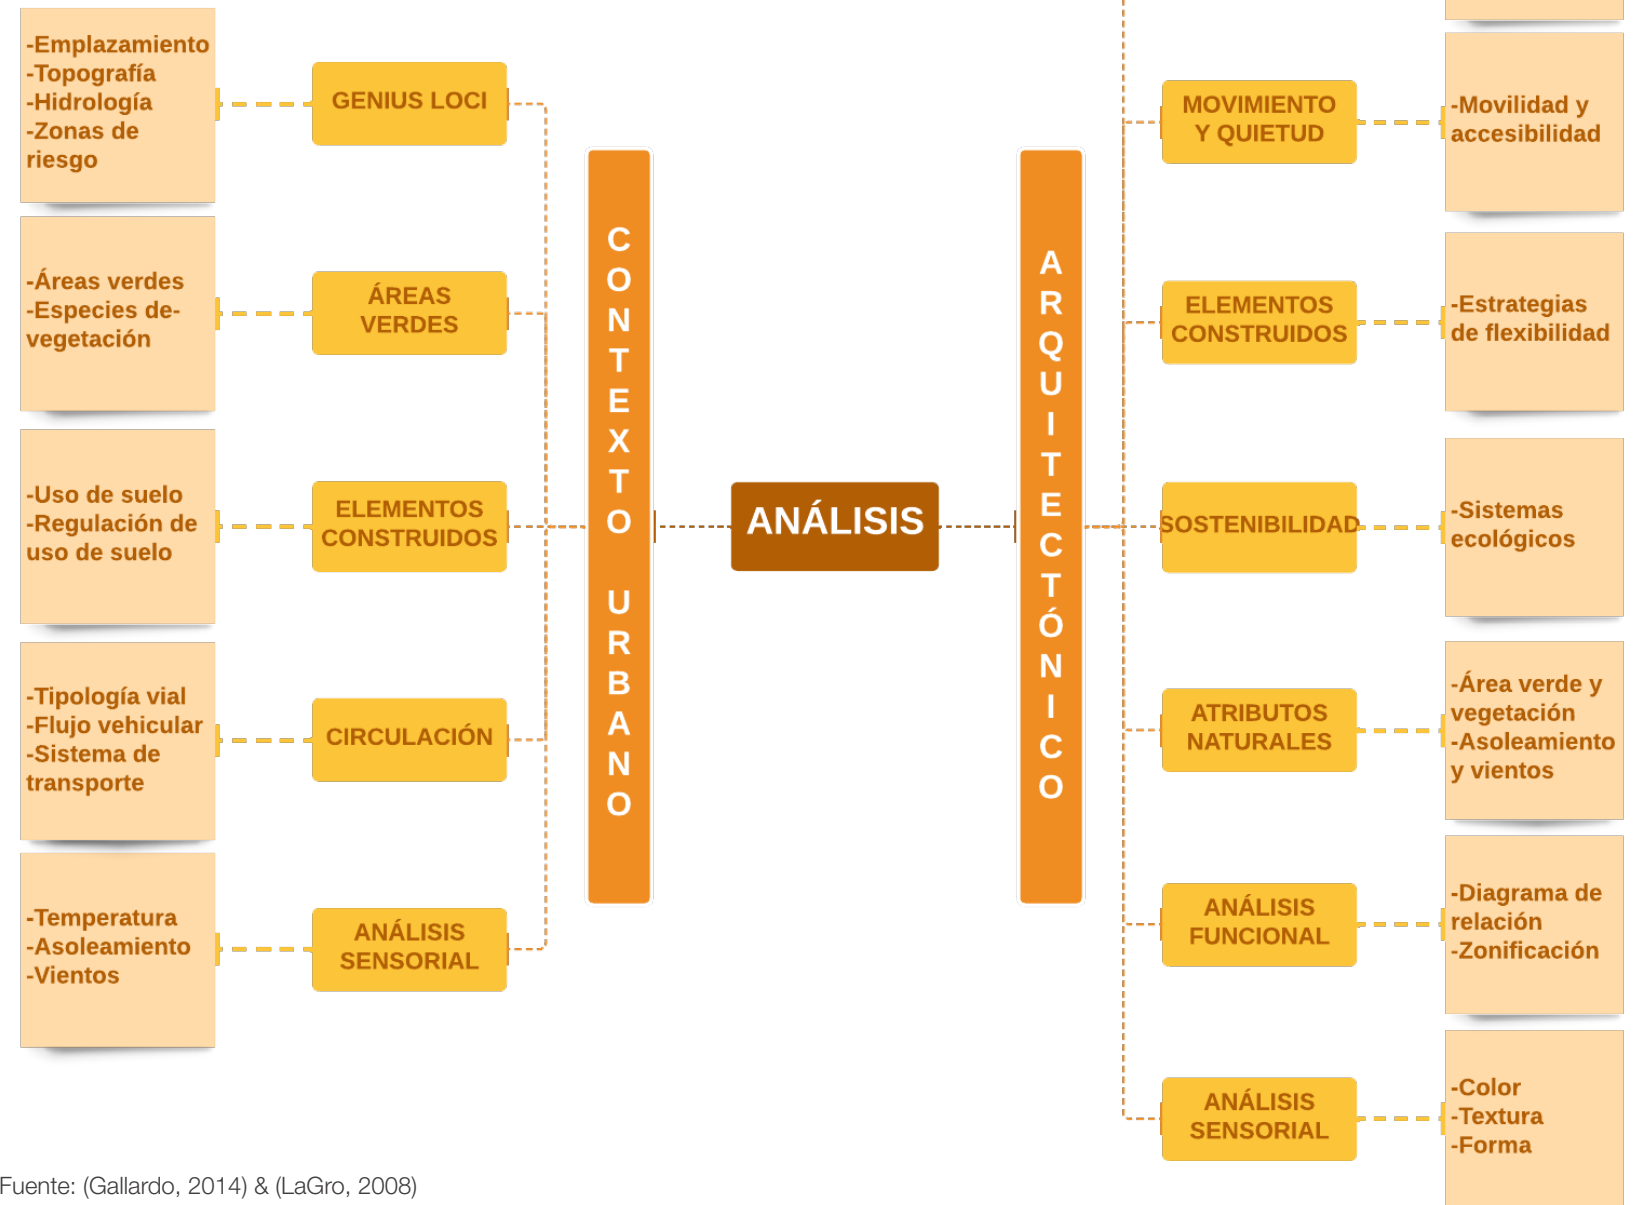 -Emplazamiento
-Topografía
-Hidrología
-Zonas de
riesgo
GENIUS LOCI
-Áreas verdes
-Especies de-
vegetación
ÁREAS
VERDES
-Uso de suelo
-Regulación de
uso de suelo
ELEMENTOS
CONSTRUIDOS
-Tipología vial
-Flujo vehicular
-Sistema de
transporte
CIRCULACIÓN
-Temperatura
-Asoleamiento
-Vientos
ANÁLISIS
SENSORIAL
CONTEXTO URBANO
ANÁLISIS
ARQUITECTÓNICO
MOVIMIENTO
Y QUIETUD
-Movilidad y
accesibilidad
ELEMENTOS
CONSTRUIDOS
-Estrategias
de flexibilidad
SOSTENIBILIDAD
-Sistemas
ecológicos
ATRIBUTOS
NATURALES
-Área verde y
vegetación
-Asoleamiento
y vientos
ANÁLISIS
FUNCIONAL
-Diagrama de
relación
-Zonificación
ANÁLISIS
SENSORIAL
-Color
-Textura
-Forma
Fuente: (Gallardo, 2014) & (LaGro, 2008)